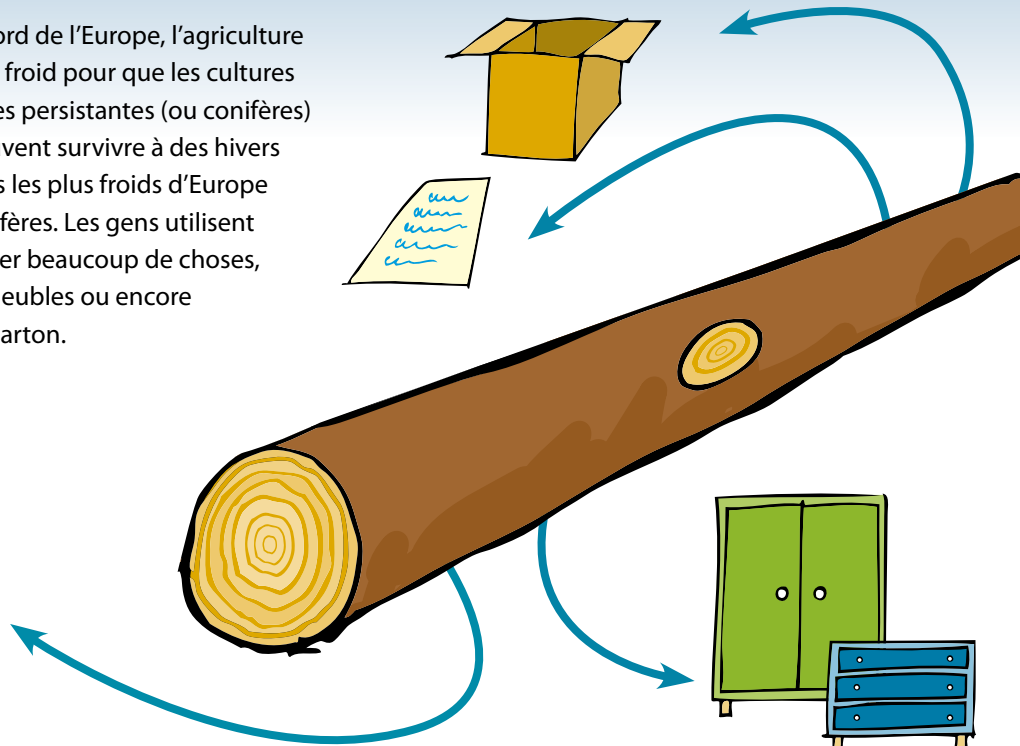 ord de l’Europe, l’agriculture
froid pour que les cultures
es persistantes (ou conifères)
vent survivre à des hivers
s les plus froids d’Europe
fères. Les gens utilisent
er beaucoup de choses,
eubles ou encore
arton.